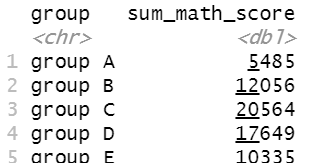 group sum_math_score
<chr> <dbl>
1 group A 5485
2 group B 12056
3 group C 20564
4 group D 17649
5 group E 10335